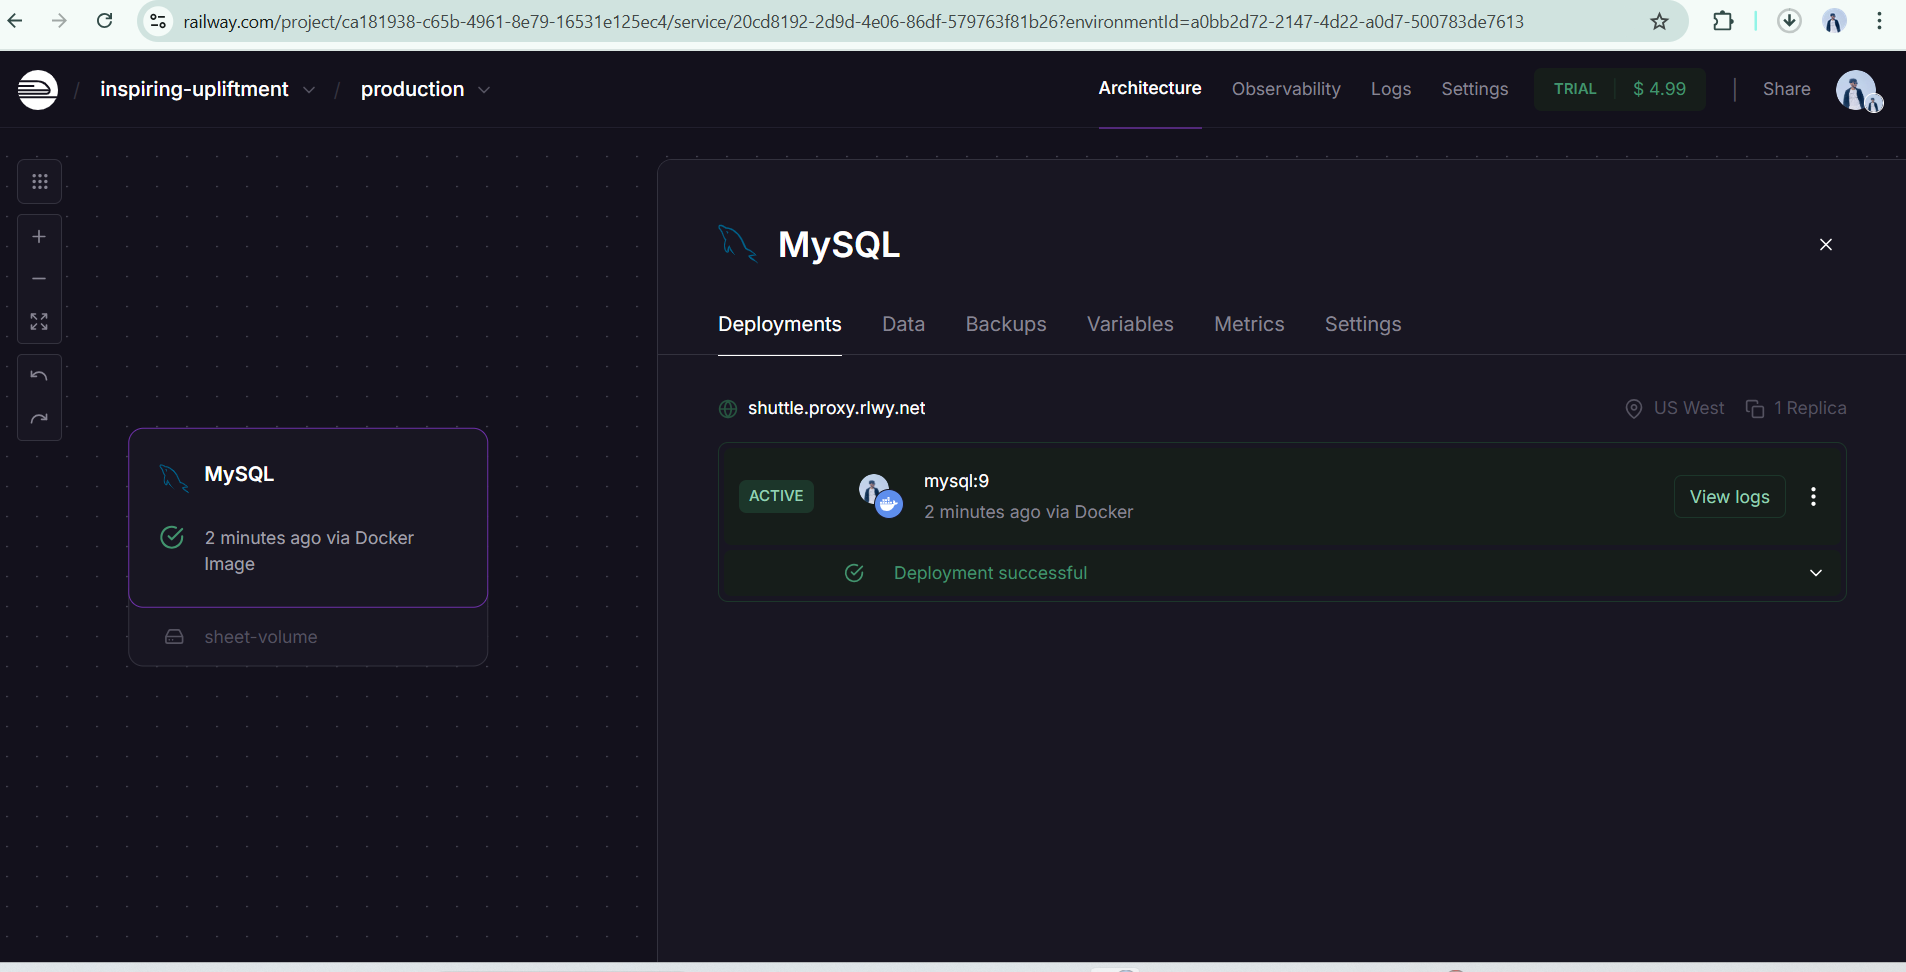 railway.com/project/ca181938-c65b-4961-8e79-16531e125ec4/service/20cd8192-2d9d-4e06-86df-579763f81b26?environmentId=a0bb2d72-2147-4d22-a0d7-500783de7613
/ inspiring-upliftment / production
Architecture Observability Logs Settings TRIAL $ 4.99 Share
MySQL
Deployments Data Backups Variables Metrics Settings
shuttle.proxy.rlwy.net
US West 1 Replica
ACTIVE
mysql:9
2 minutes ago via Docker
View logs
Deployment successful
MySQL
2 minutes ago via Docker
Image
sheet-volume